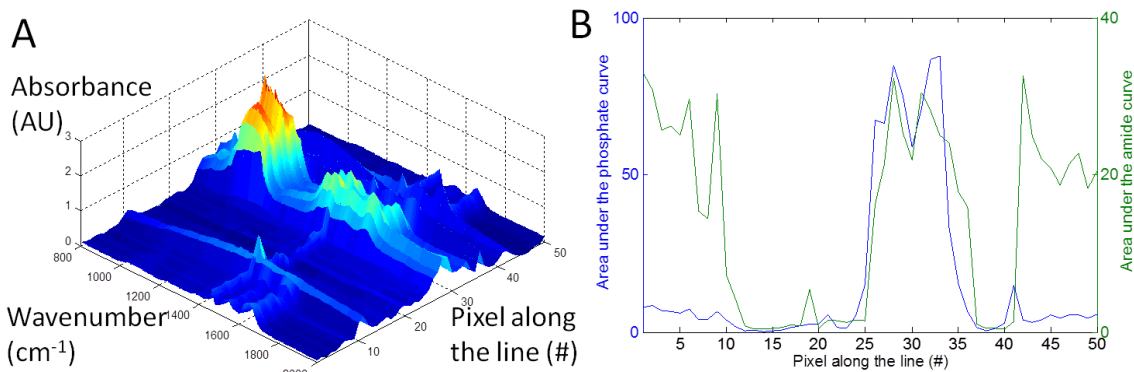 A
Absorbance
(AU)
3
2
1
0
800
1000
1200
1400
1600
1800
Wavenumber
(cm-1)
10
20
30
40
50
Pixel along
the line (#)
B
Area under the phosphate curve
100
50
0
5 10 15 20 25 30 35 40 45 50
Pixel along the line (#)
40
20
0
Area under the amide curve